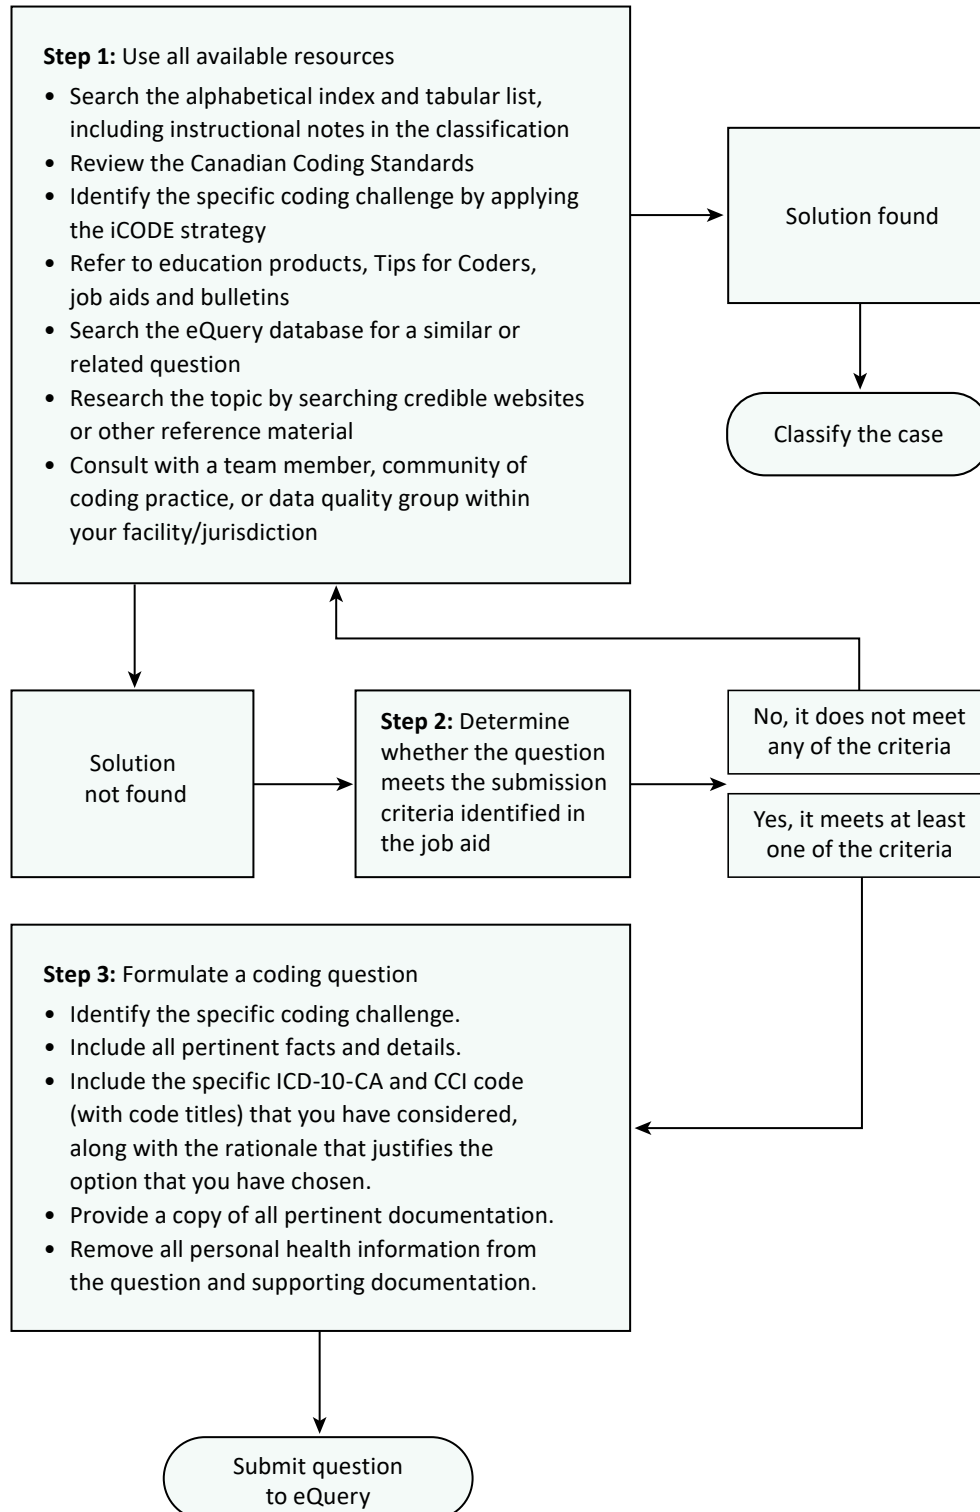 Step 1: Use all available resources
• Search the alphabetical index and tabular list,
including instructional notes in the classification
• Review the Canadian Coding Standards
• Identify the specific coding challenge by applying
the iCODE strategy
• Refer to education products, Tips for Coders,
job aids and bulletins
• Search the eQuery database for a similar or
related question
• Research the topic by searching credible websites
or other reference material
• Consult with a team member, community of
coding practice, or data quality group within
your facility/jurisdiction
Solution found
Classify the case
Solution
not found
Step 2: Determine
whether the question
meets the submission
criteria identified in
the job aid
No, it does not meet
any of the criteria
Yes, it meets at least
one of the criteria
Step 3: Formulate a coding question
• Identify the specific coding challenge.
• Include all pertinent facts and details.
• Include the specific ICD-10-CA and CCI code
(with code titles) that you have considered,
along with the rationale that justifies the
option that you have chosen.
• Provide a copy of all pertinent documentation.
• Remove all personal health information from
the question and supporting documentation.
Submit question
to eQuery